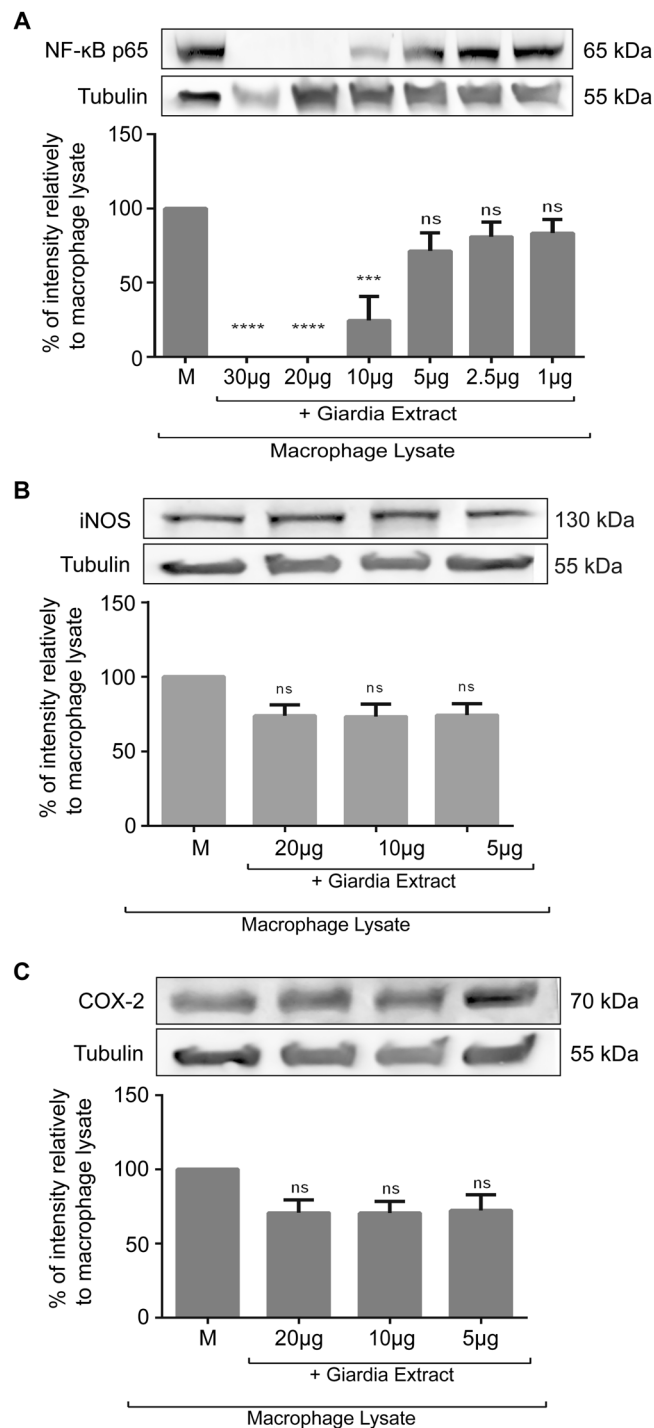 A
NF-κB p65 65 kDa
Tubulin 55 kDa
% of intensity relatively
to macrophage lysate
150
100
50
0
**** **** *** ns ns ns
M 30µg 20µg 10µg 5µg 2.5µg 1µg
+ Giardia Extract
Macrophage Lysate
B
iNOS 130 kDa
Tubulin 55 kDa
% of intensity relatively
to macrophage lysate
150
100
50
0
ns ns ns
M 20µg 10µg 5µg
+ Giardia Extract
Macrophage Lysate
C
COX-2 70 kDa
Tubulin 55 kDa
% of intensity relatively
to macrophage lysate
150
100
50
0
ns ns ns
M 20µg 10µg 5µg
+ Giardia Extract
Macrophage Lysate